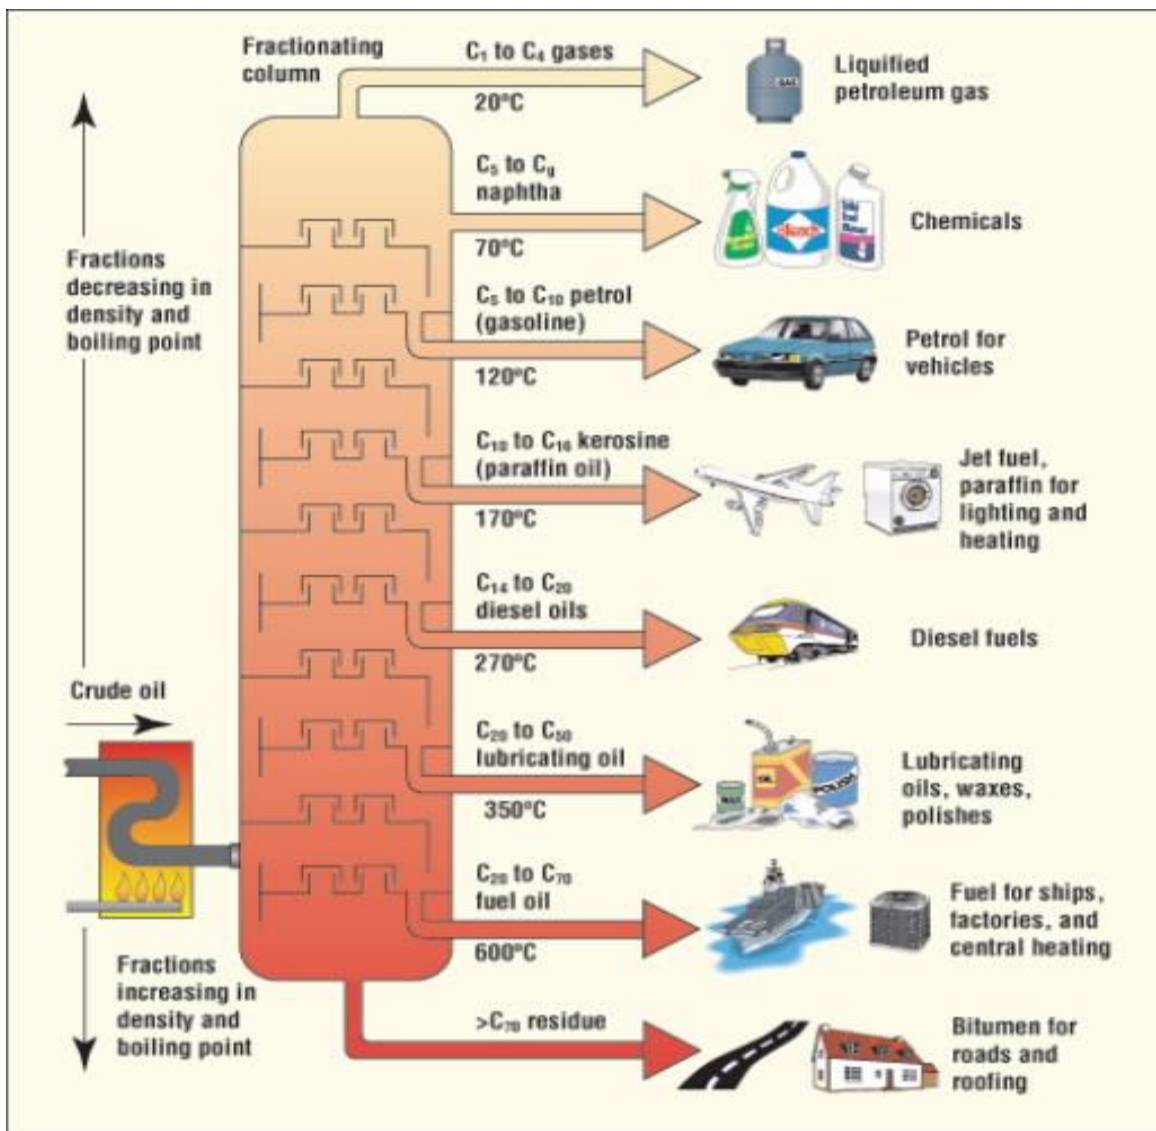 Fractionating
column
C₁ to C₄ gases
20°C
Liquified
petroleum gas
C₅ to C₉
naphtha
70°C
Chemicals
Fractions
decreasing in
density and
boiling point
C₅ to C₁₀ petrol
(gasoline)
120°C
Petrol for
vehicles
C₁₀ to C₁₆ kerosine
(paraffin oil)
170°C
Jet fuel,
paraffin for
lighting and
heating
C₁₄ to C₂₀
diesel oils
270°C
Diesel fuels
Crude oil
C₂₀ to C₅₀
lubricating oil
350°C
OIL
WAX
POLISH
Lubricating
oils, waxes,
polishes
C₂₀ to C₇₀
fuel oil
600°C
Fuel for ships,
factories, and
central heating
Fractions
increasing in
density and
boiling point
>C₇₀ residue
Bitumen for
roads and
roofing